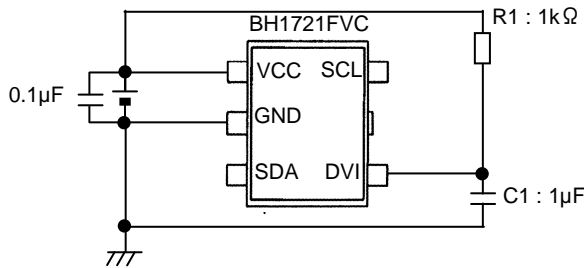 BH1721FVC
R1 : 1kΩ
VCC SCL
0.1µF
GND
SDA DVI
C1 : 1µF